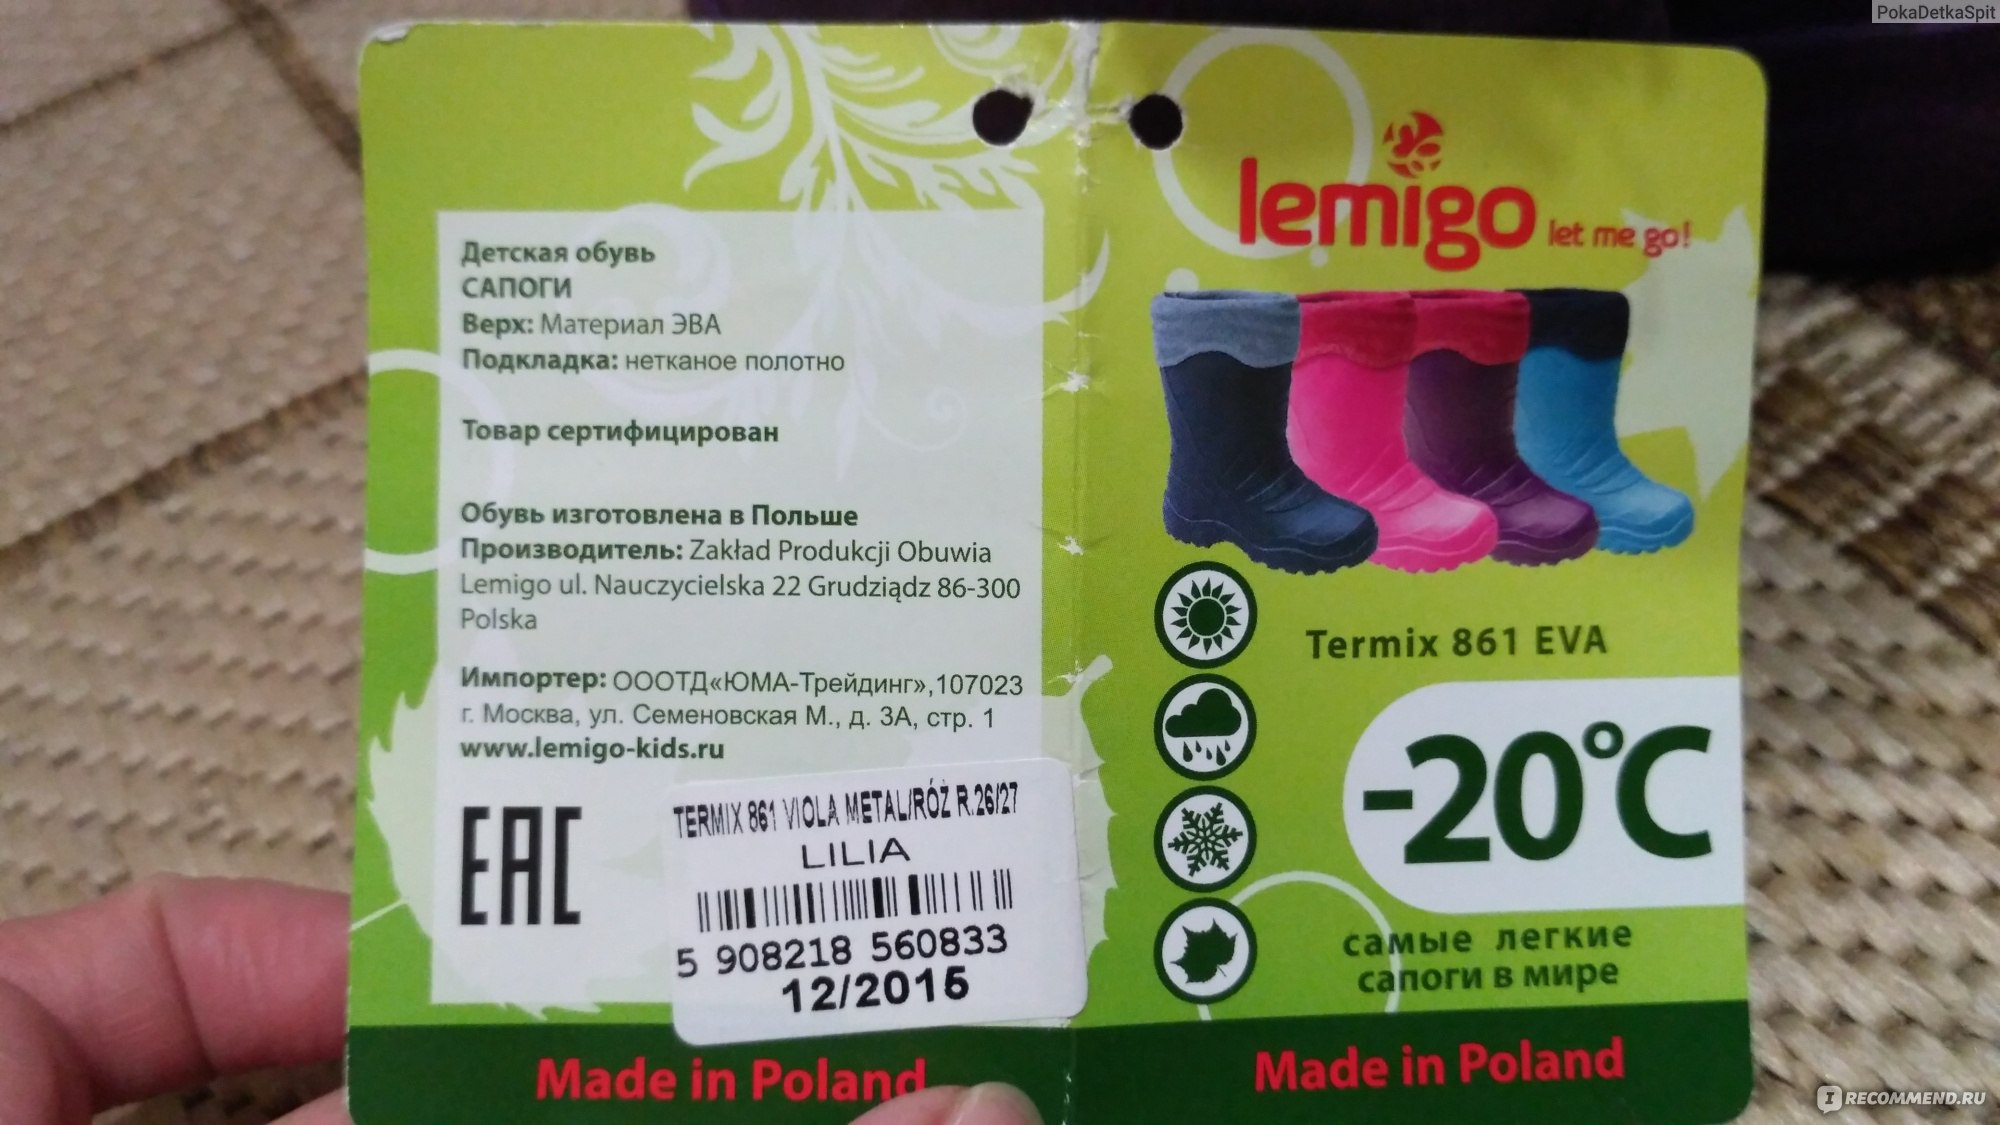 PokaDetkaSpit
Детская обувь
САПОГИ
Верх: Материал ЭВА
Подкладка: нетканое полотно
Товар сертифицирован
Обувь изготовлена в Польше
Производитель: Zakład Produkcji Obuwia
Lemigo ul. Nauczycielska 22 Grudziądz 86-300
Polska
Импортер: ОООТД«ЮМА-Трейдинг»,107023
г. Москва, ул. Семеновская М., д. 3А, стр. 1
www.lemigo-kids.ru
EAC
TERMIX 861 VIOLA METAL/RÓŻ R.26/27
LILIA
5 908218 560833
12/2015
Made in Poland
lemigo let me go!
Termix 861 EVA
-20°C
самые легкие
сапоги в мире
Made in Poland
IRECOMMEND.RU